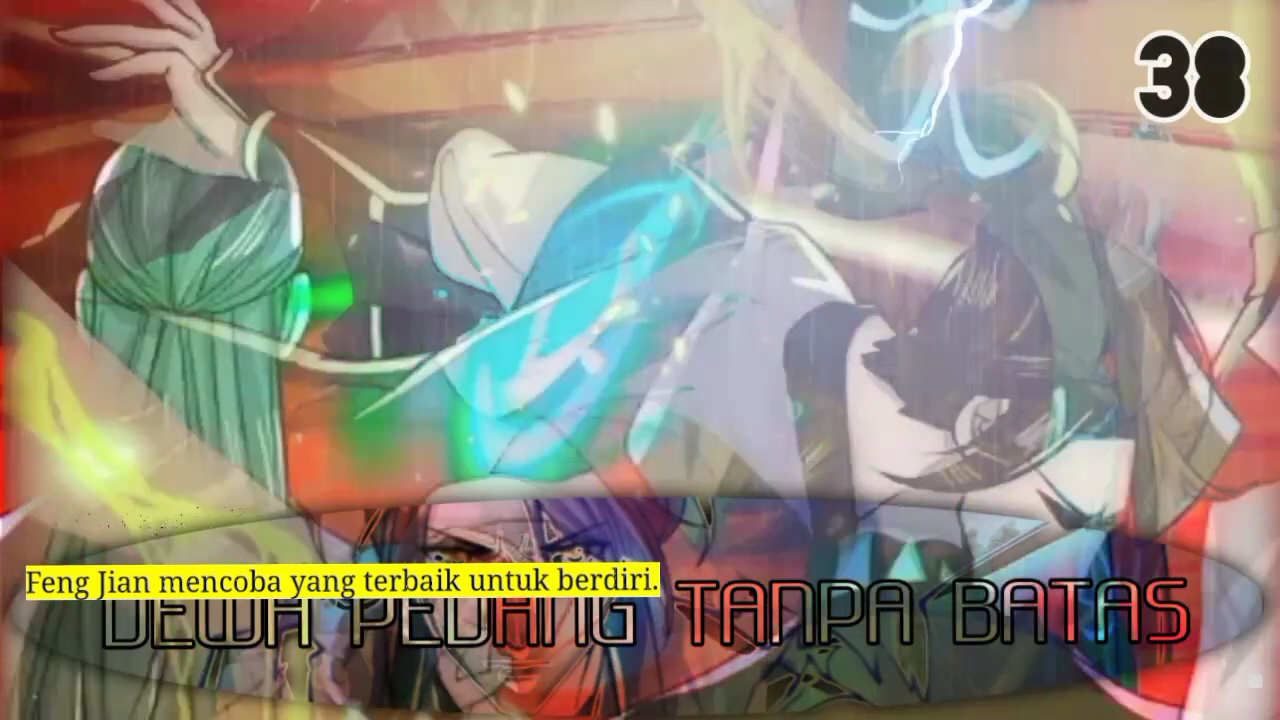 38
Feng Jian mencoba yang terbaik untuk berdiri.
DEWA PEDANG TANPA BATAS